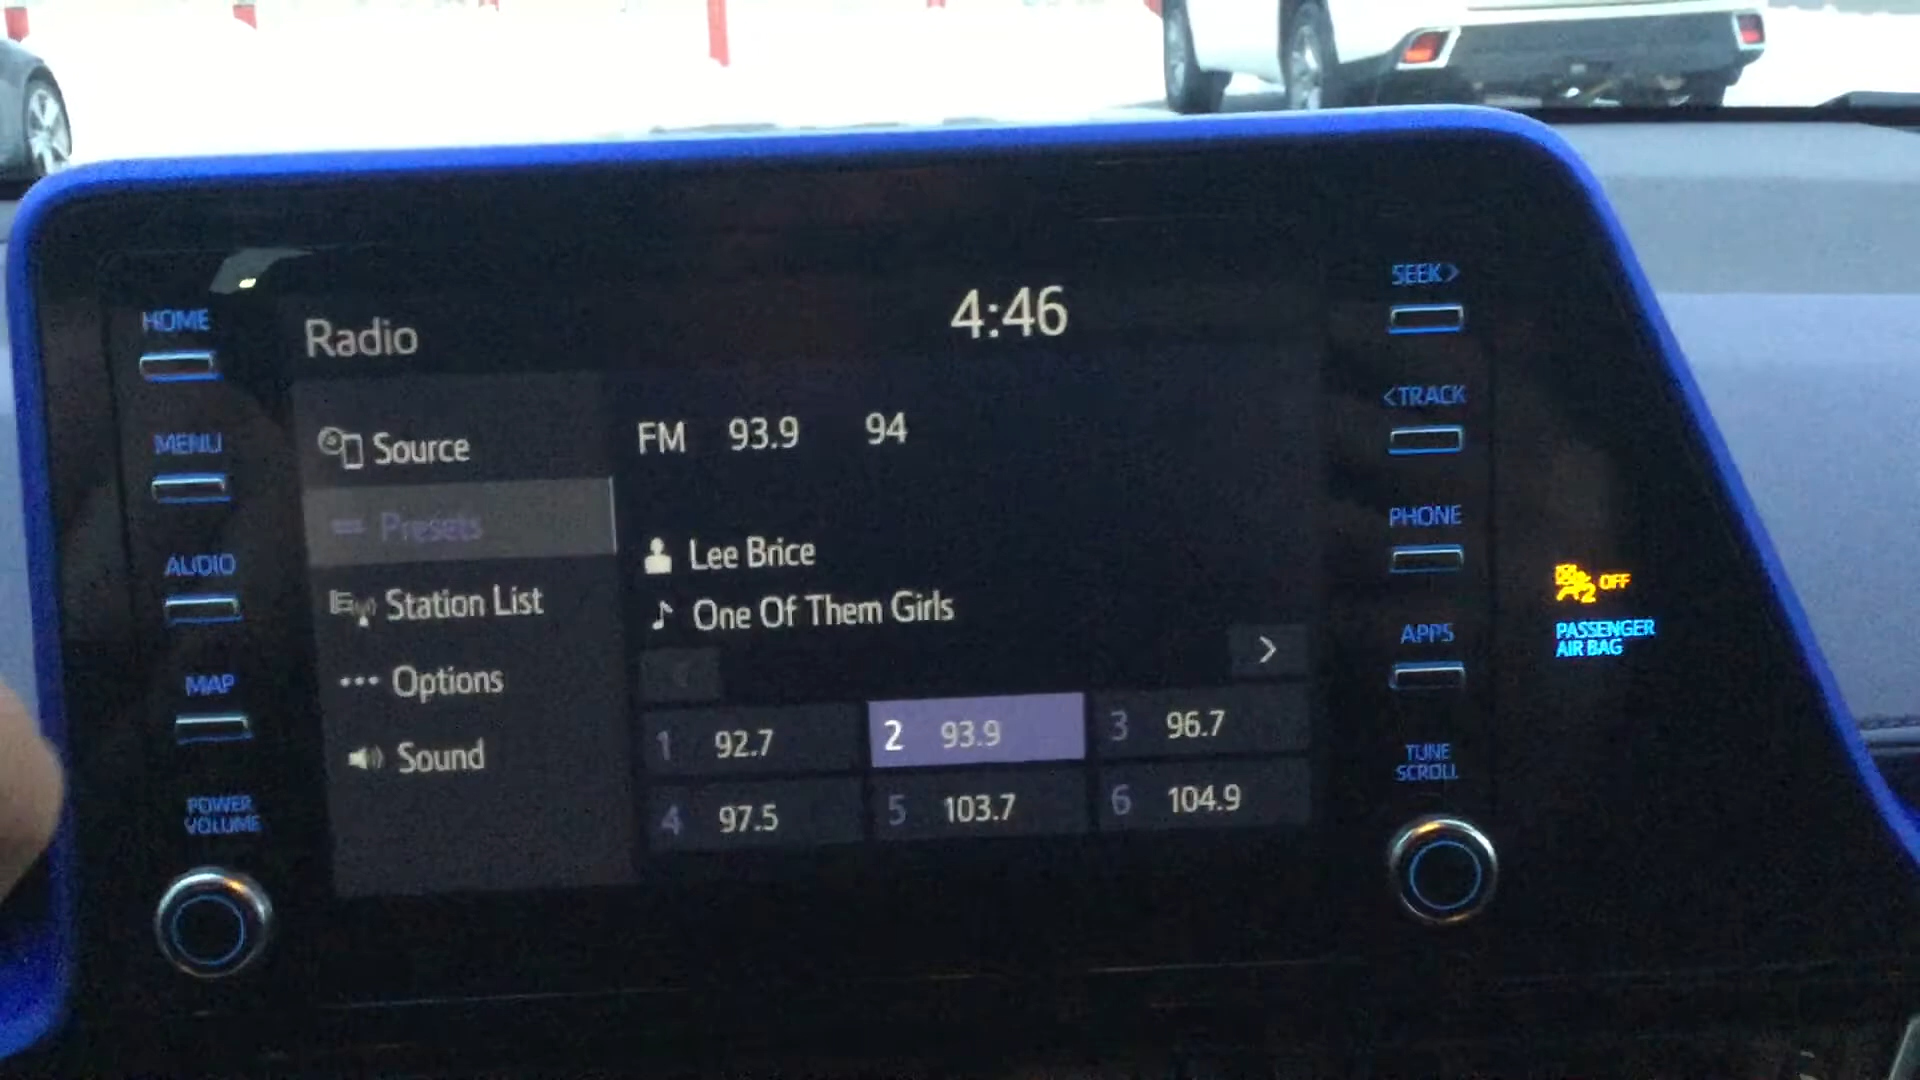 HOME
MENU
AUDIO
MAP
POWER
VOLUME
Radio
4:46
Source
Presets
Station List
Options
Sound
FM 93.9 94
Lee Brice
One Of Them Girls
>
1 92.7
2 93.9
3 96.7
4 97.5
5 103.7
6 104.9
SEEK>
<TRACK
PHONE
APPS
TUNE
SCROLL
2 OFF
PASSENGER
AIR BAG